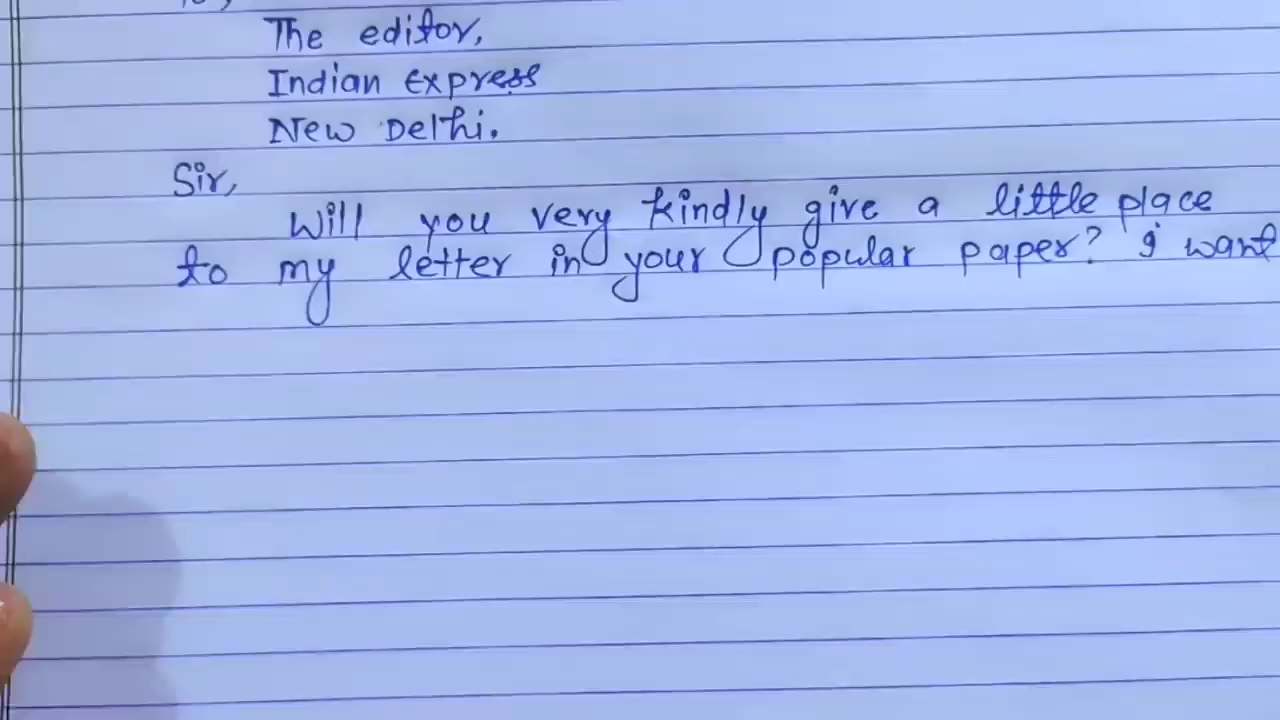 To,
The editor,
Indian express
New Delhi.
Sir,
Will you very kindly give a little place
to my letter in your popular paper? I want